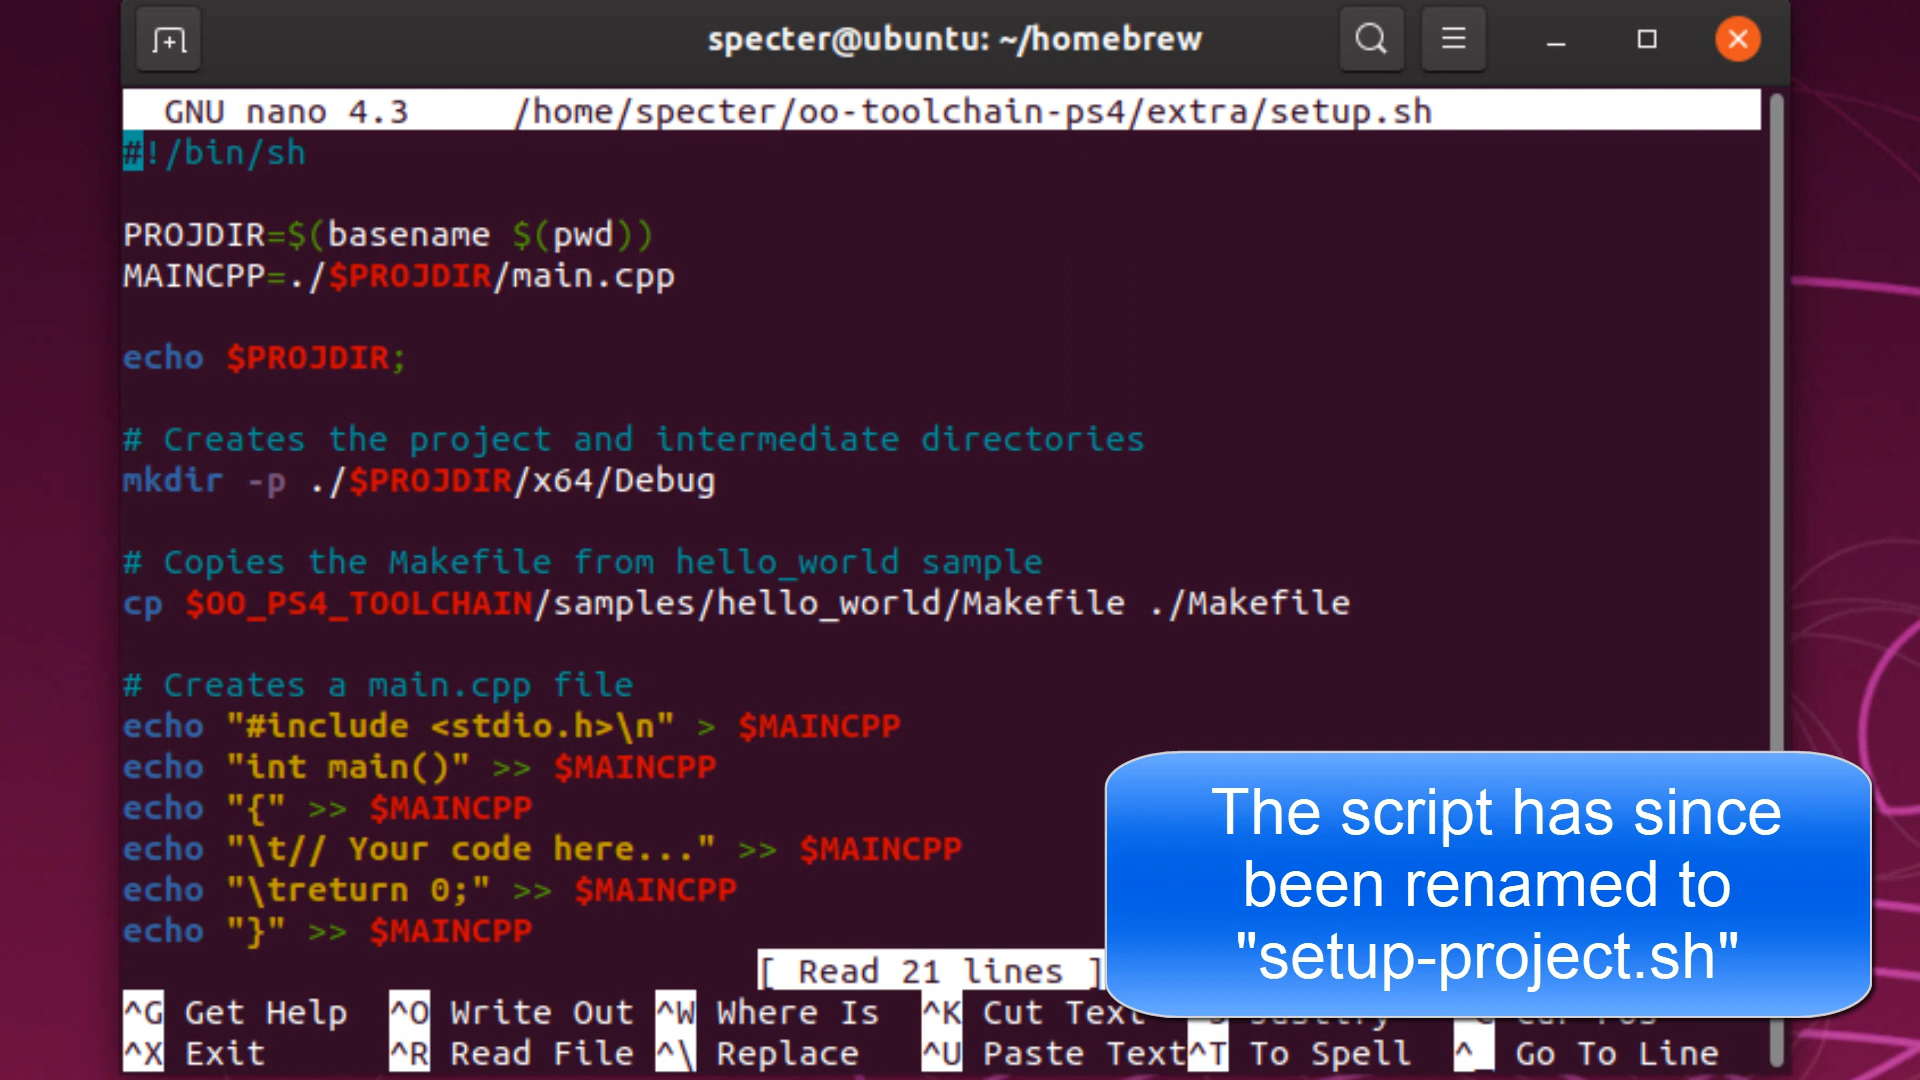 specter@ubuntu: ~/homebrew
GNU nano 4.3 /home/specter/oo-toolchain-ps4/extra/setup.sh
#!/bin/sh
PROJDIR=$(basename $(pwd))
MAINCPP=./$PROJDIR/main.cpp
echo $PROJDIR;
# Creates the project and intermediate directories
mkdir -p ./$PROJDIR/x64/Debug
# Copies the Makefile from hello_world sample
cp $OO_PS4_TOOLCHAIN/samples/hello_world/Makefile ./Makefile
# Creates a main.cpp file
echo "#include <stdio.h>\n" > $MAINCPP
echo "int main()" >> $MAINCPP
echo "{" >> $MAINCPP
echo "\t// Your code here..." >> $MAINCPP
echo "\treturn 0;" >> $MAINCPP
echo "}" >> $MAINCPP
The script has since
been renamed to
"setup-project.sh"
[ Read 21 lines ]
^G Get Help ^O Write Out ^W Where Is ^K Cut Text
^X Exit ^R Read File ^\ Replace ^U Paste Text ^T To Spell ^_ Go To Line